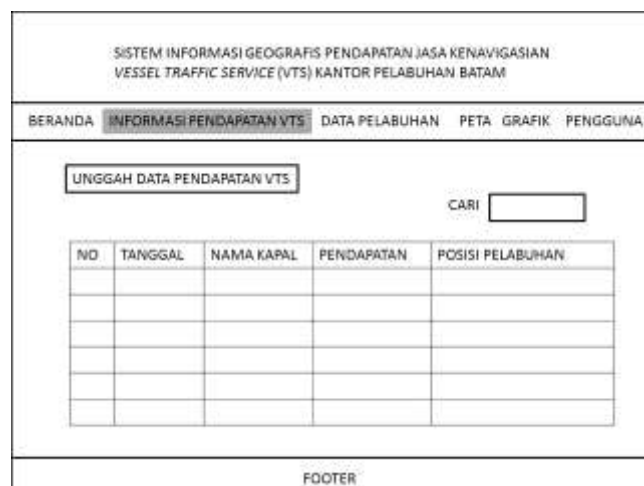 SISTEM INFORMASI GEOGRAFIS PENDAPATAN JASA KENAVIGASIAN
VESSEL TRAFFIC SERVICE (VTS) KANTOR PELABUHAN BATAM
BERANDA INFORMASI PENDAPATAN VTS DATA PELABUHAN PETA GRAFIK PENGGUNA
UNGGAH DATA PENDAPATAN VTS
CARI
NO TANGGAL NAMA KAPAL PENDAPATAN POSISI PELABUHAN
FOOTER